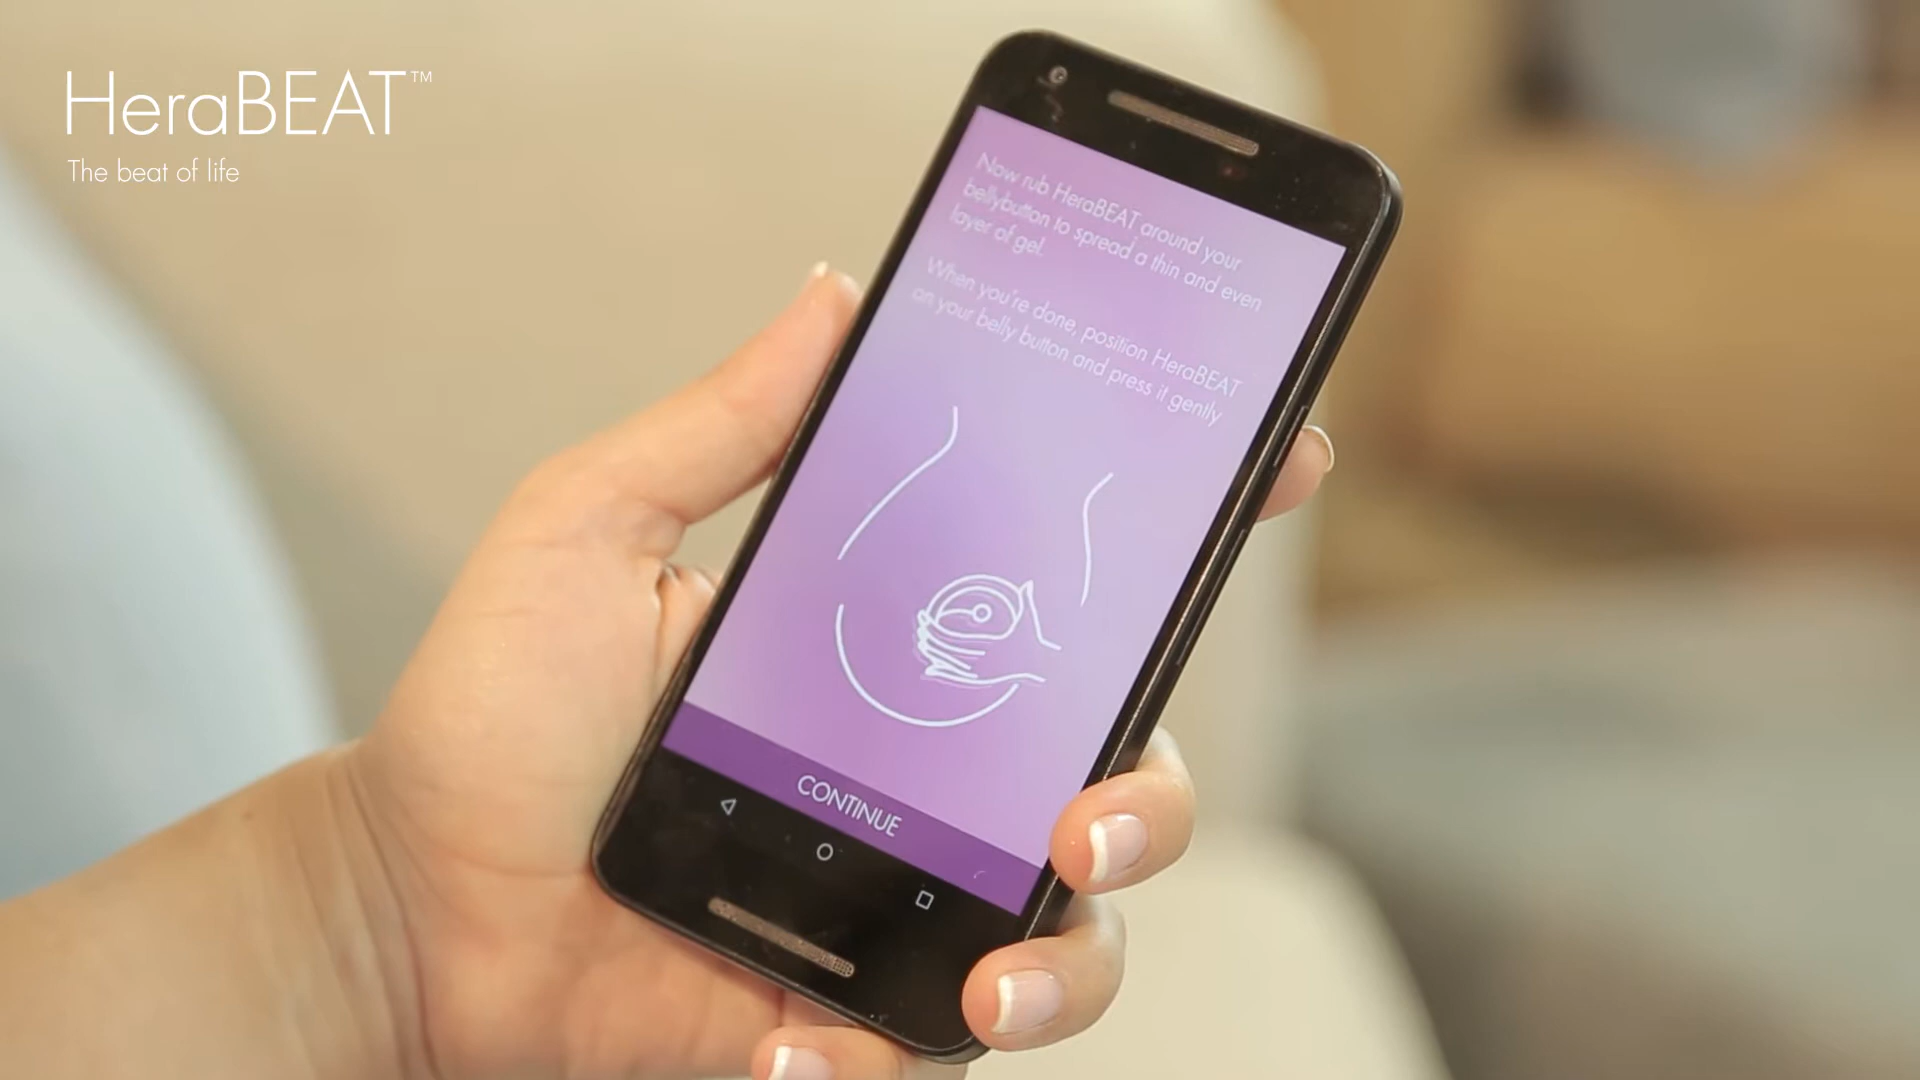 HeraBEAT™
The beat of life
Now rub HeraBEAT around your
bellybutton to spread a thin and even
layer of gel.
When you're done, position HeraBEAT
on your belly button and press it gently
CONTINUE